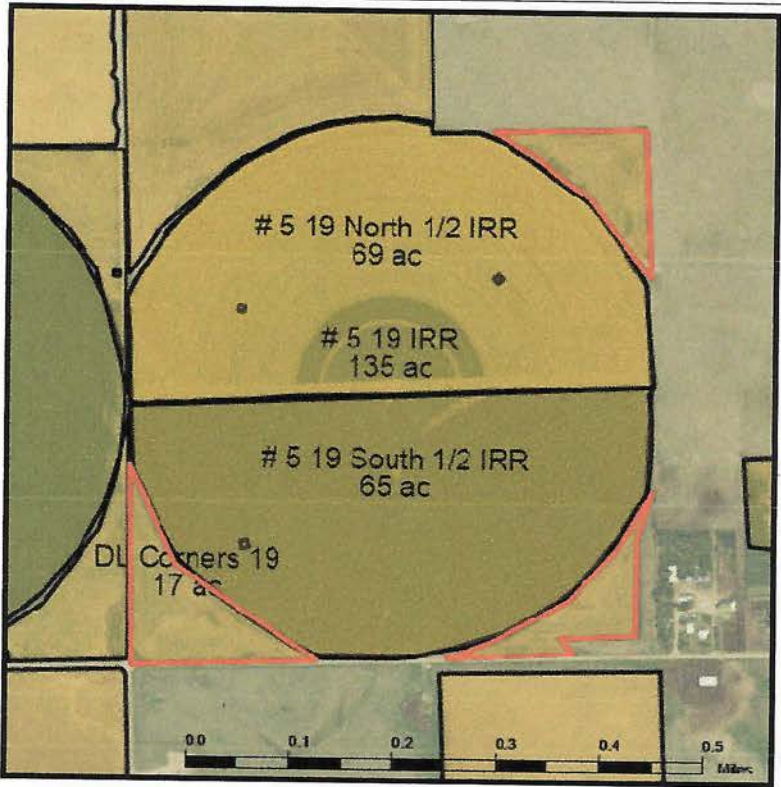 # 5 19 North 1/2 IRR
69 ac
# 5 19 IRR
135 ac
# 5 19 South 1/2 IRR
65 ac
DL Corners 19
17 ac
0.0 0.1 0.2 0.3 0.4 0.5
Miles